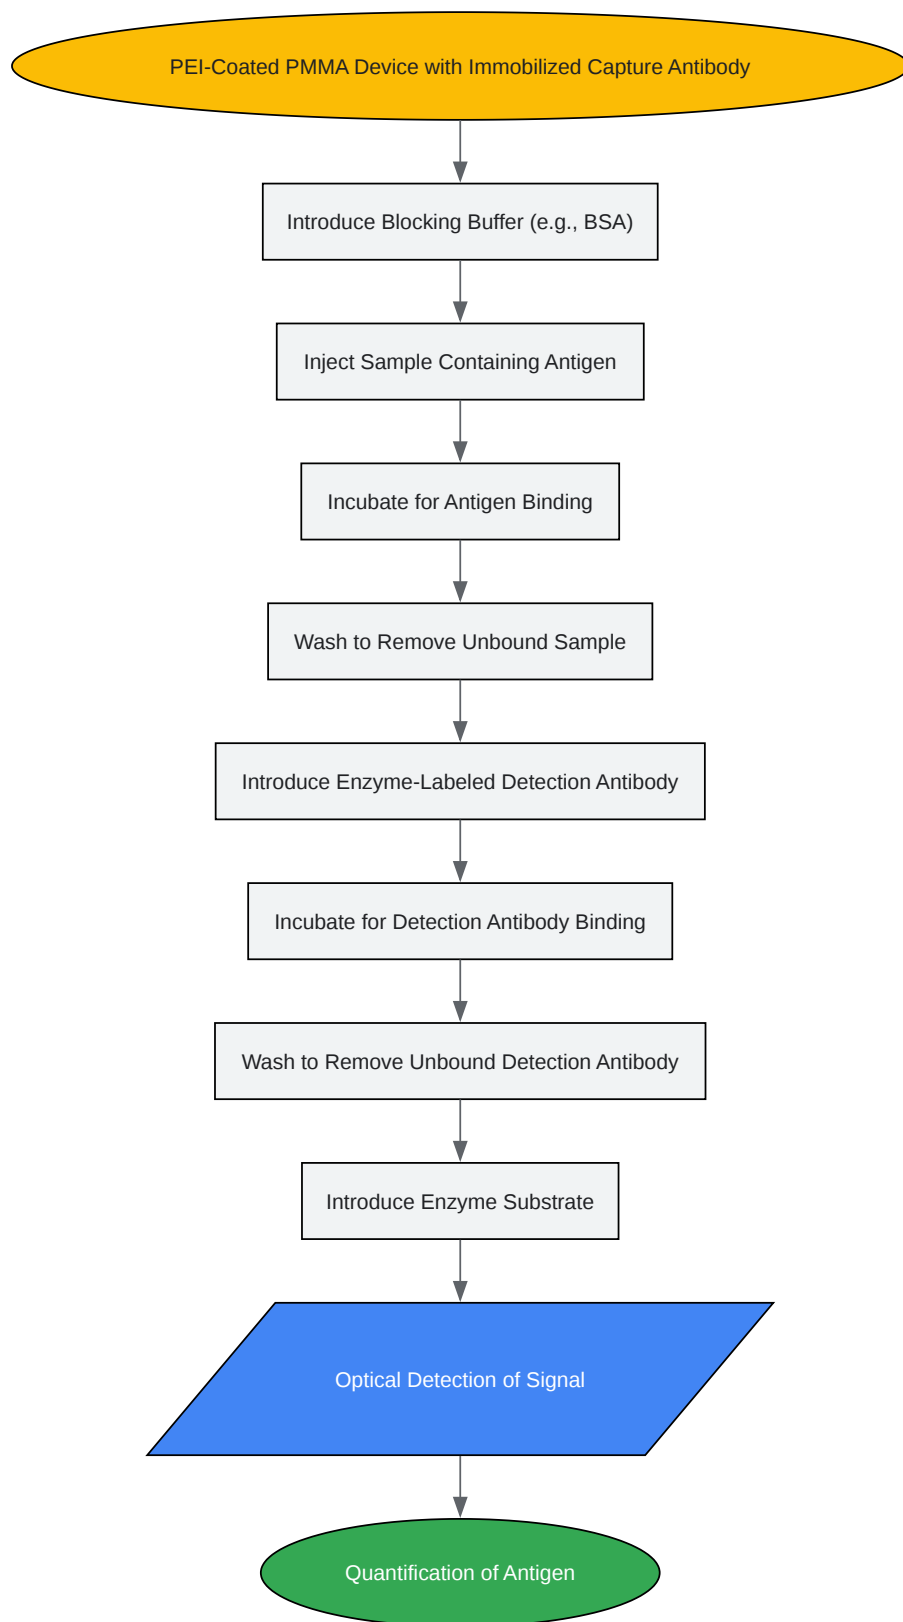 PEI-Coated PMMA Device with Immobilized Capture Antibody
Introduce Blocking Buffer (e.g., BSA)
Inject Sample Containing Antigen
Incubate for Antigen Binding
Wash to Remove Unbound Sample
Introduce Enzyme-Labeled Detection Antibody
Incubate for Detection Antibody Binding
Wash to Remove Unbound Detection Antibody
Introduce Enzyme Substrate
Optical Detection of Signal
Quantification of Antigen